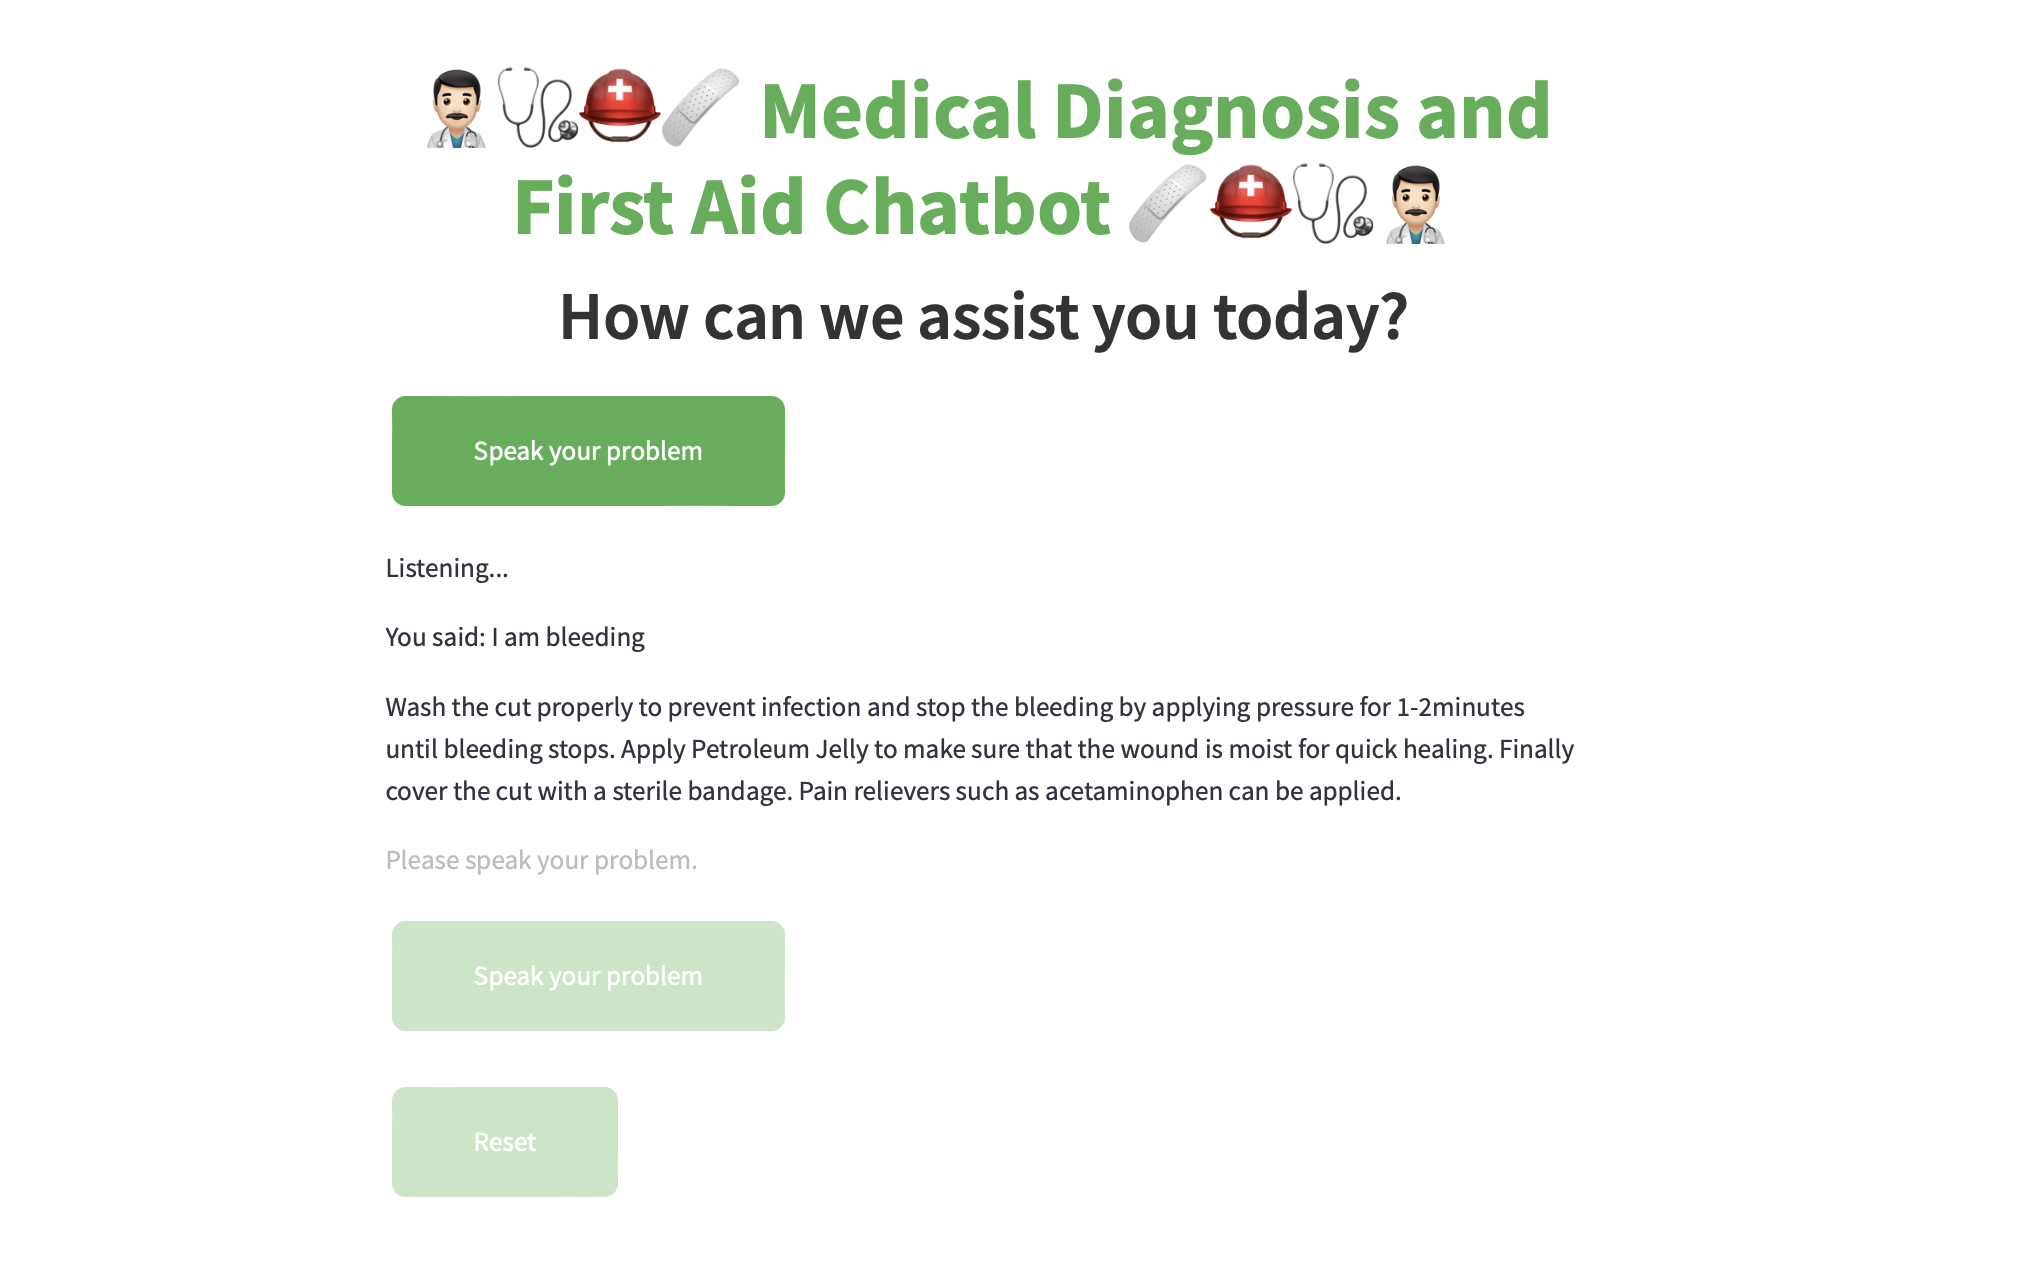 Medical Diagnosis and
First Aid Chatbot
How can we assist you today?
Speak your problem
Listening...
You said: I am bleeding
Wash the cut properly to prevent infection and stop the bleeding by applying pressure for 1-2minutes
until bleeding stops. Apply Petroleum Jelly to make sure that the wound is moist for quick healing. Finally
cover the cut with a sterile bandage. Pain relievers such as acetaminophen can be applied.
Please speak your problem.
Speak your problem
Reset